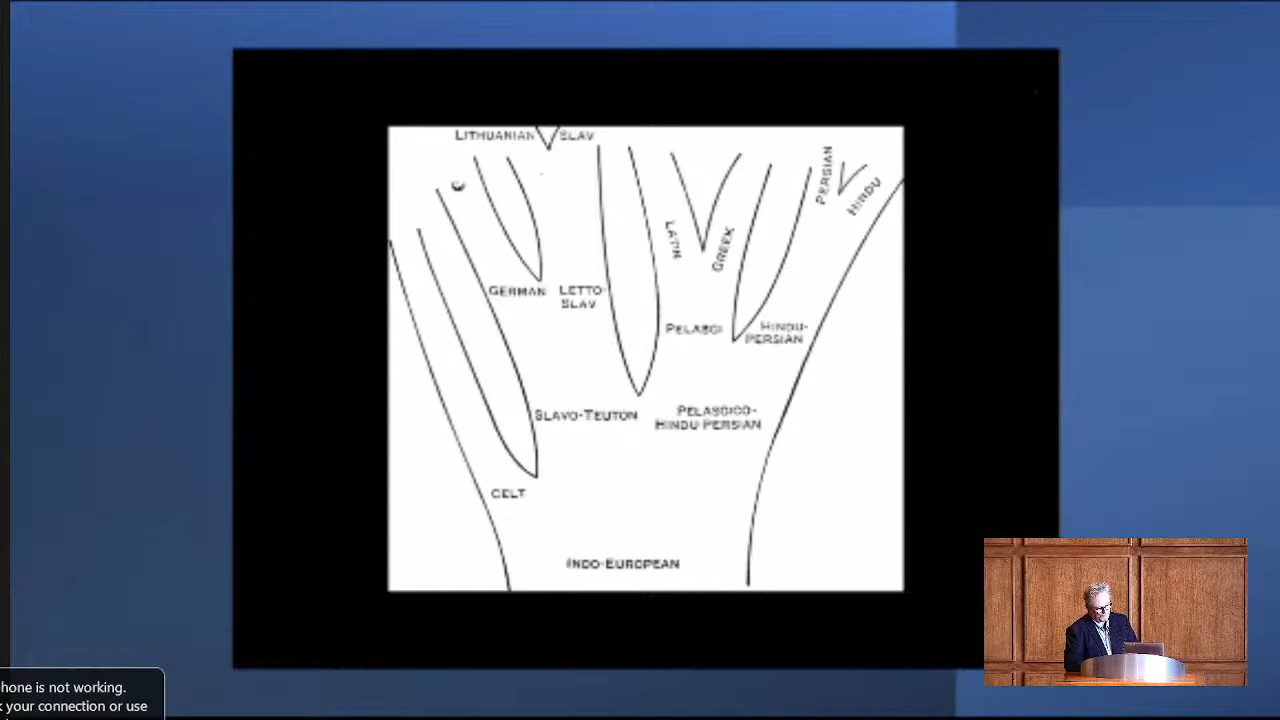 LITHUANIAN SLAV
PERSIAN
HINDU
LATIN
GREEK
GERMAN
LETTO-
SLAV
PELASGI
HINDU-
PERSIAN
SLAVO-TEUTON
PELASGICO-
HINDU-PERSIAN
CELT
INDO-EUROPEAN
hone is not working.
your connection or use